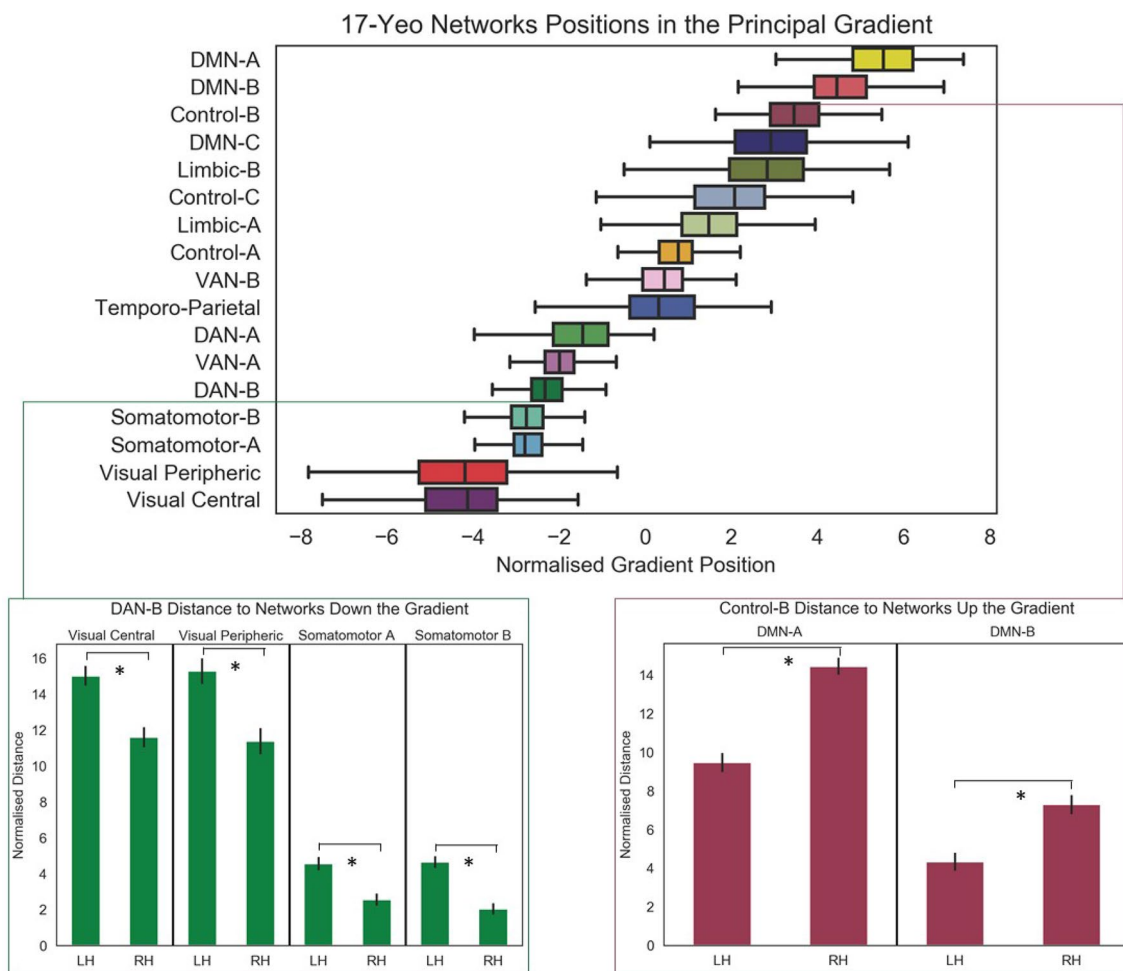 17-Yeo Networks Positions in the Principal Gradient
DMN-A
DMN-B
Control-B
DMN-C
Limbic-B
Control-C
Limbic-A
Control-A
VAN-B
Temporo-Parietal
DAN-A
VAN-A
DAN-B
Somatomotor-B
Somatomotor-A
Visual Peripheric
Visual Central
−8 −6 −4 −2 0 2 4 6 8
Normalised Gradient Position
DAN-B Distance to Networks Down the Gradient
Visual Central Visual Peripheric Somatomotor A Somatomotor B
Normalised Distance
16
14
12
10
8
6
4
2
0
* * * *
LH RH LH RH LH RH LH RH
Control-B Distance to Networks Up the Gradient
DMN-A DMN-B
Normalised Distance
14
12
10
8
6
4
2
0
* *
LH RH LH RH